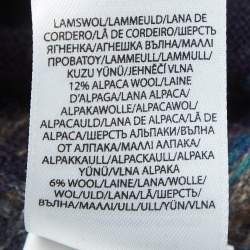 LAMSWOL/LAMMEULD/LANA DE
CORDERO/LÃ DE CORDEIRO/ШЕРСТЬ
ЯГНЕНКА/АГНЕШКА ВЪЛНА/ΜΑΛΛΙ
ΠΡΟΒΑΤΟΥ/LAMMEULL/LAMMULL/
KUZU YÜNÜ/JEHNĚČÍ VLNA
12% ALPACA WOOL/LAINE
D'ALPAGA/LANA ALPACA/
ALPAKAWOLLE/ALPACAWOL/
ALPACAULD/LANA DE ALPACA/LÃ DE
ALPACA/ШЕРСТЬ АЛЬПАКИ/ВЪЛНА
ОТ АЛПАКА/ΜΑΛΛΙ ΑΛΠΑΚΑ/
ALPAKKAULL/ALPACKAULL/ALPAKA
YÜNÜ/VLNA ALPAKA
6% WOOL/LAINE/LANA/WOLLE/
WOL/ULD/LANA/LÃ/ШЕРСТЬ/
ВЪЛНА/ΜΑΛΛΙ/ULL/ULL/YÜN/
VLNA